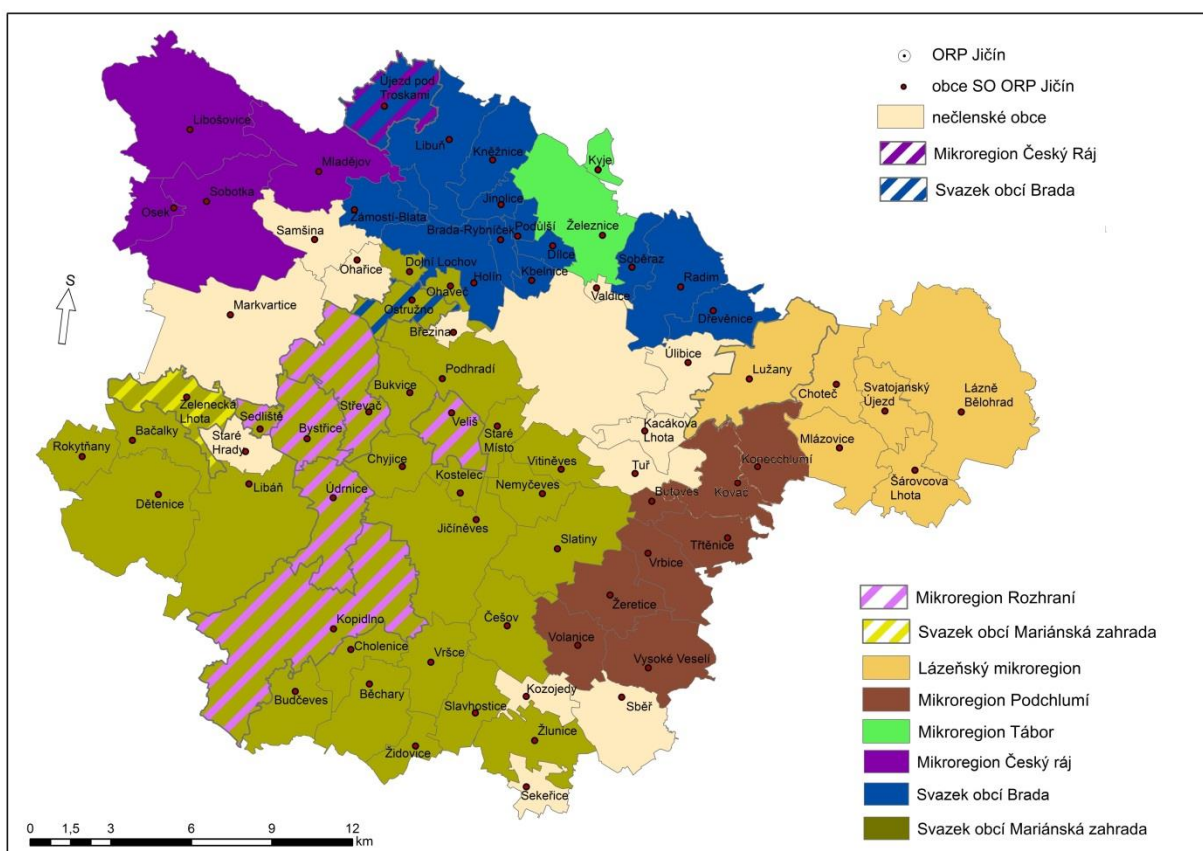 ORP Jičín
obce SO ORP Jičín
nečlenské obce
Mikroregion Český Ráj
Svazek obcí Brada
Újezd pod
Troskami
Libošovice
Libuň
Kněžnice
Kyje
Mladějov
Sobotka
Osek
Jinolice
Zámostí-Blata
Samšina
Brada-Rybníček
Podůlší
Železnice
Dílce
Ohařice
Dolní Lochov
Soběraz
Holín
Kbelnice
Ohaveč
Valdice
Radim
S
Markvartice
Ostružno
Dřevěnice
Březina
Úlibice
Podhradí
Lužany
Bukvice
Choteč
Svatojanský
Újezd
Lázně
Bělohrad
Zelenecká
Lhota
Sedliště
Střevač
Veliš
Kacákova
Lhota
Bačalky
Bystřice
Staré
Místo
Staré
Hrady
Mlázovice
Rokytňany
Chyjice
Vitiněves
Tuř
Konecchlumí
Kostelec
Nemyčeves
Kovač
Šárovcova
Lhota
Dětenice
Libáň
Údrnice
Butoves
Jičíněves
Slatiny
Třtěnice
Vrbice
Žeretice
Kopidlno
Češov
Volanice
Cholenice
Vršce
Vysoké Veselí
Budčeves
Běchary
Kozojedy
Sběř
Slavhostice
Žlunice
Židovice
Sekeřice
Mikroregion Rozhraní
Svazek obcí Mariánská zahrada
Lázeňský mikroregion
Mikroregion Podchlumí
Mikroregion Tábor
Mikroregion Český ráj
Svazek obcí Brada
Svazek obcí Mariánská zahrada
0 1,5 3 6 9 12
km